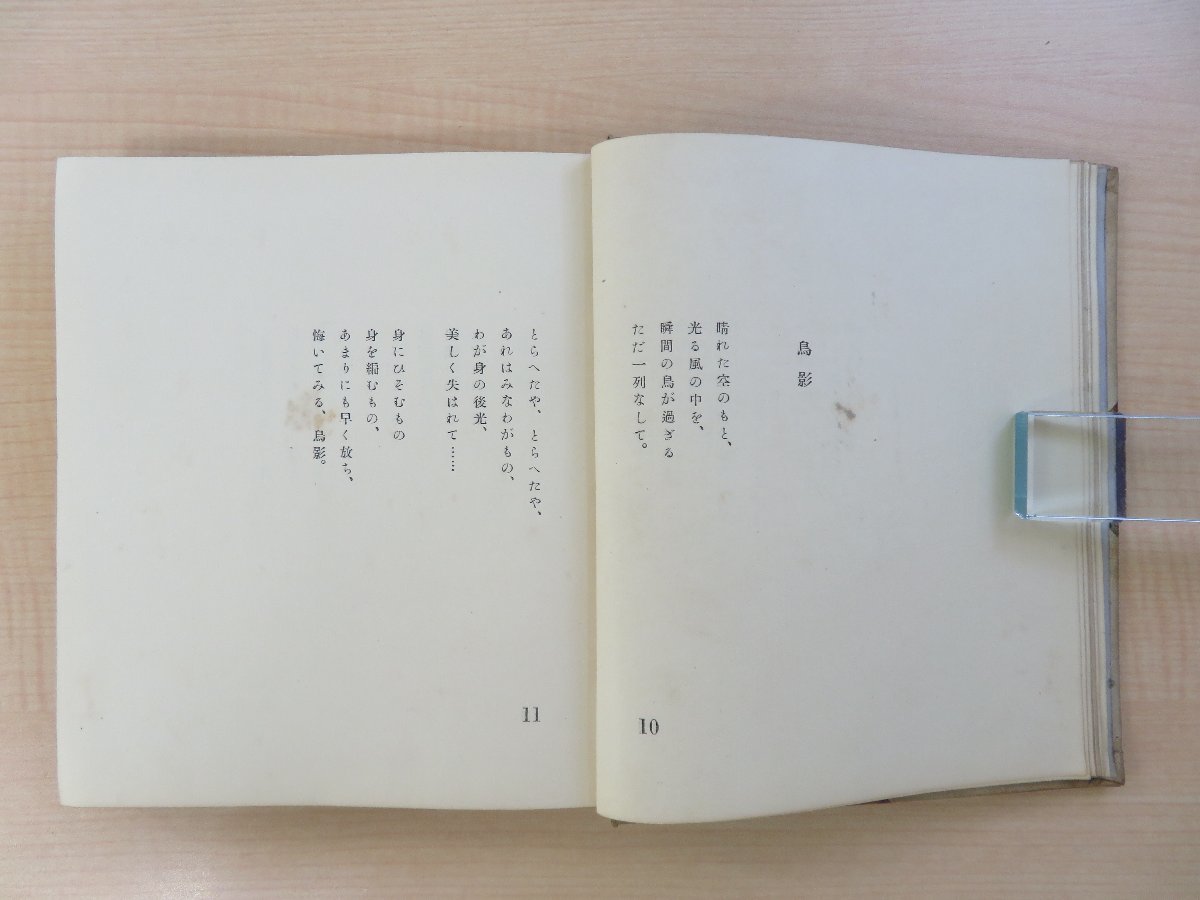 鳥影
晴れた空のもと、
光る風の中を、
瞬間の鳥が過ぎる
ただ一列なして。
10
とらへたや、とらへたや、
あれはみなわがもの、
わが身の後光、
美しく失はれて……
身にひそむもの
身を編むもの、
あまりにも早く放ち、
悔いてみる、鳥影。
11